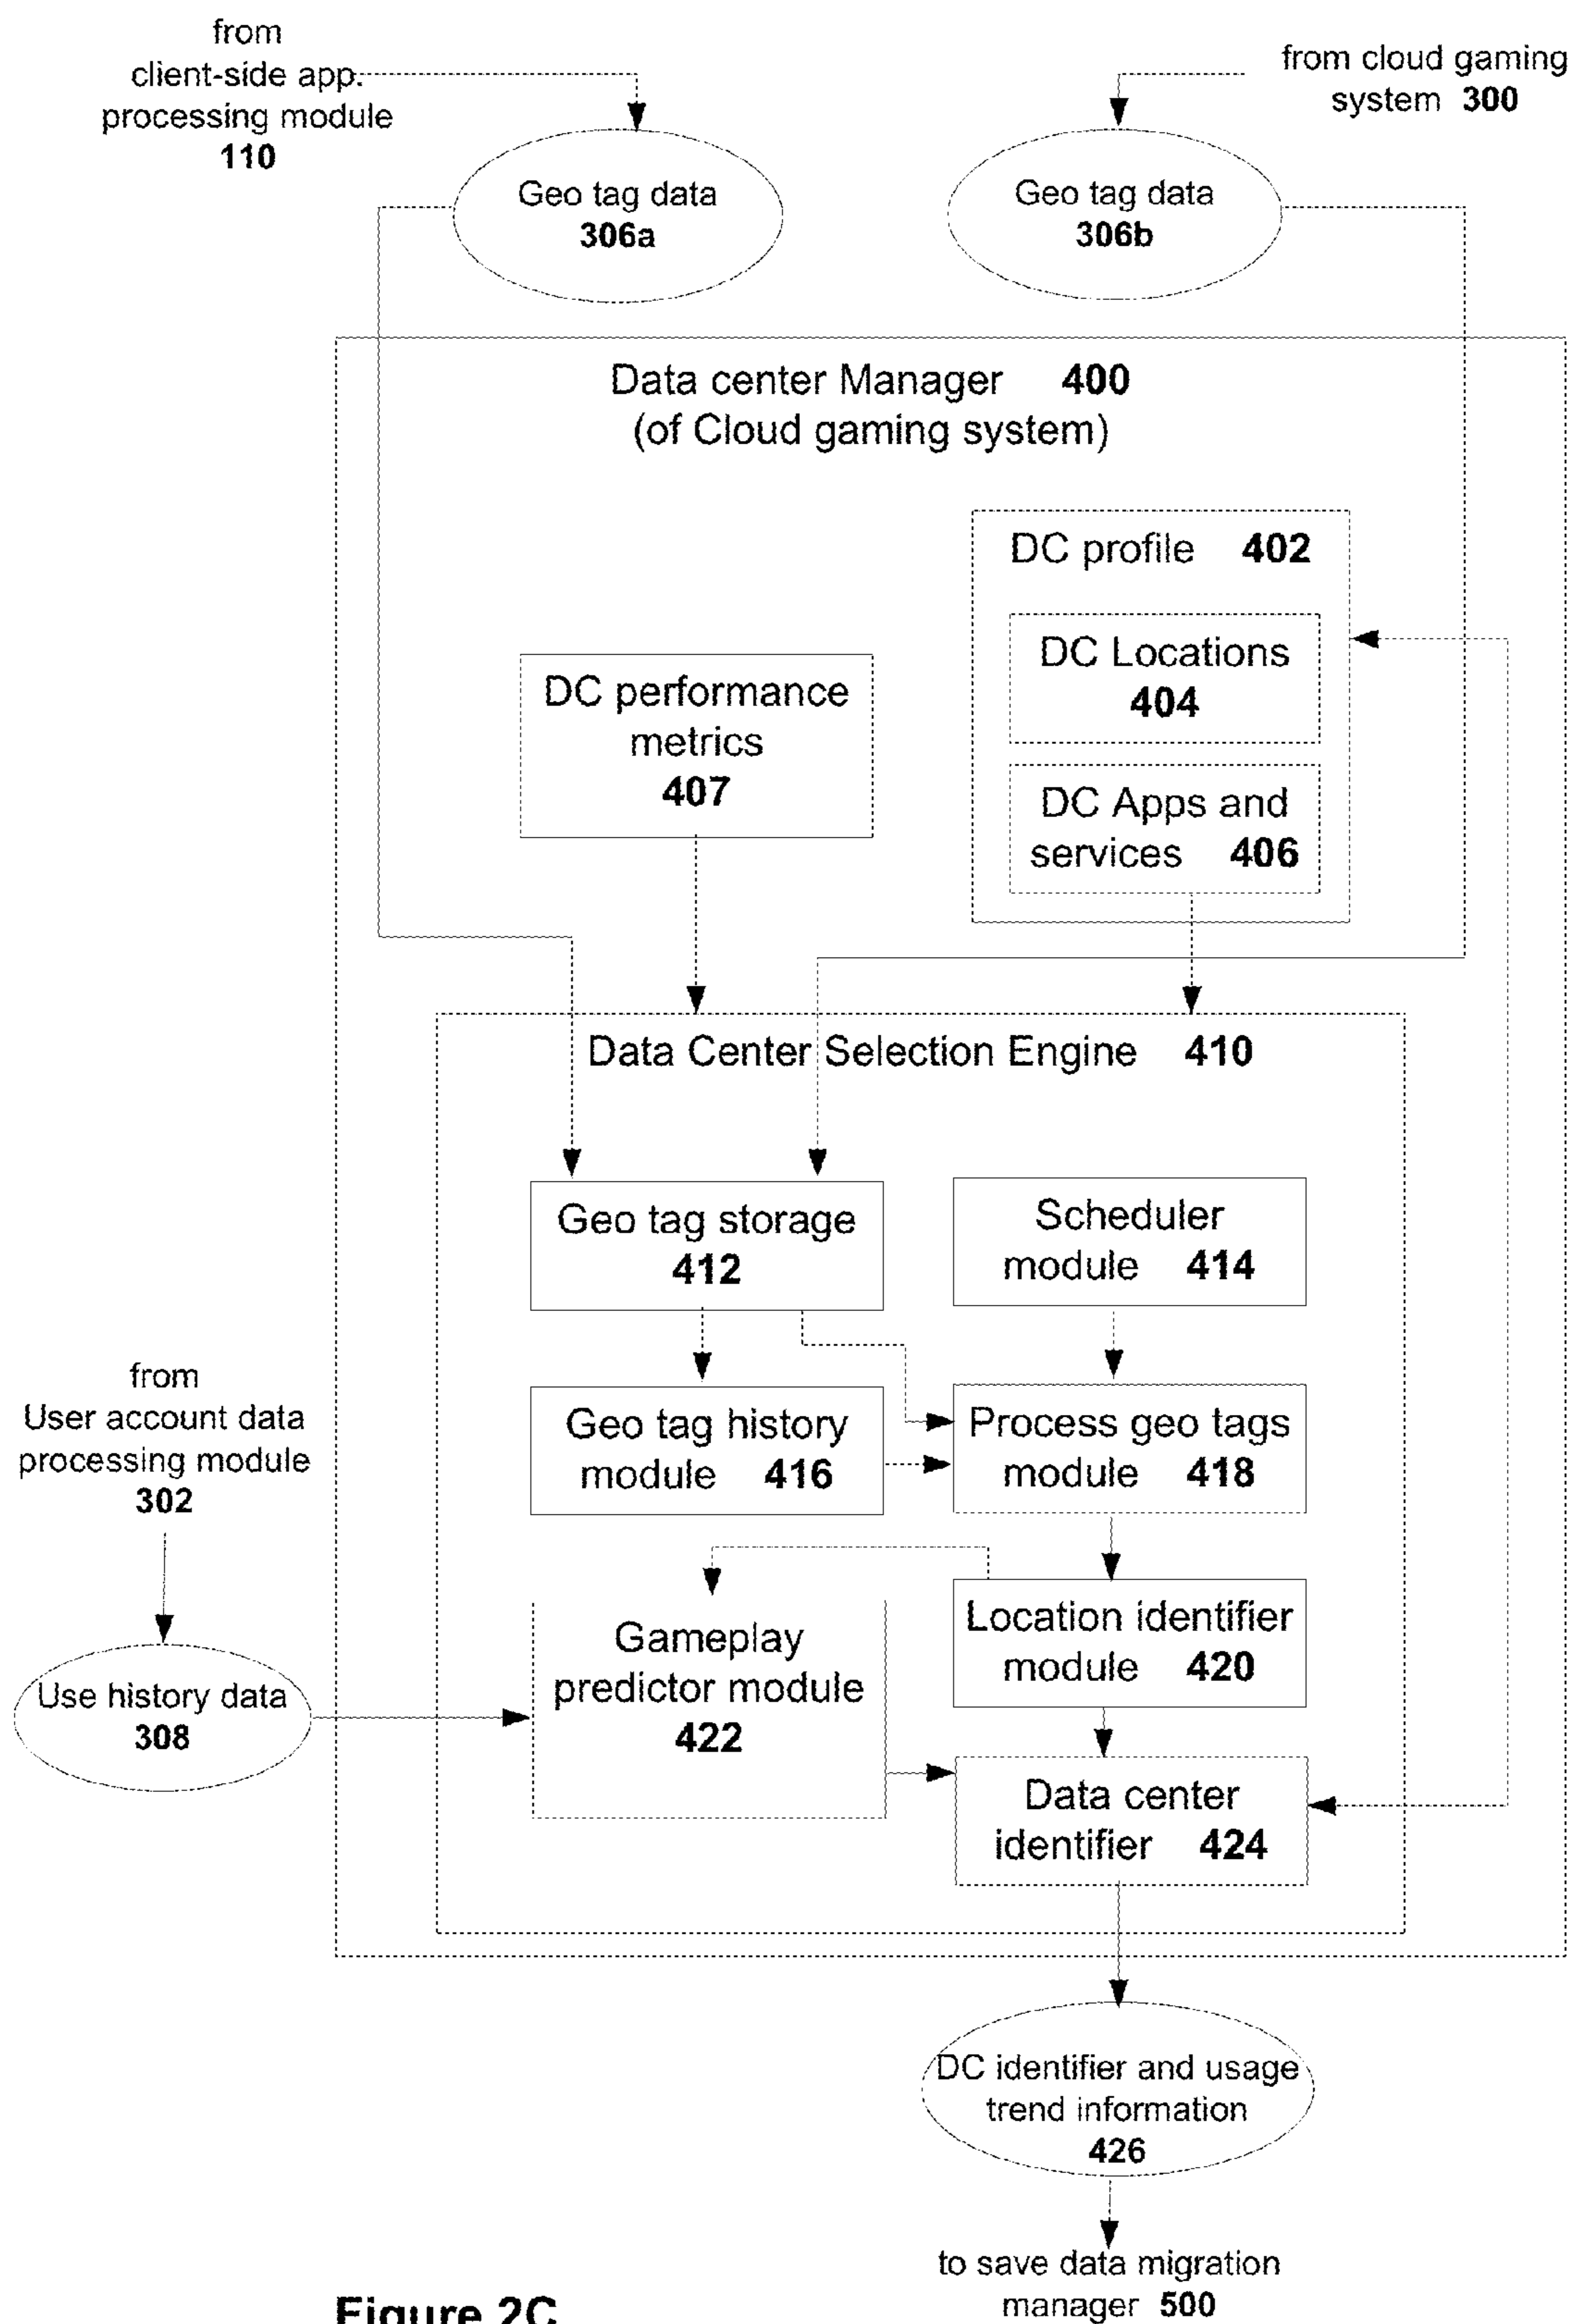 from
client-side app.
processing module
110
from cloud gaming
system 300
Geo tag data
306a
Geo tag data
306b
Data center Manager 400
(of Cloud gaming system)
DC profile 402
DC Locations
404
DC performance
metrics
407
DC Apps and
services 406
Data Center Selection Engine 410
Geo tag storage
412
Scheduler
module 414
from
User account data
processing module
302
Geo tag history
module 416
Process geo tags
module 418
Use history data
308
Gameplay
predictor module
422
Location identifier
module 420
Data center
identifier 424
DC identifier and usage
trend information
426
to save data migration
manager 500
Figure 2C